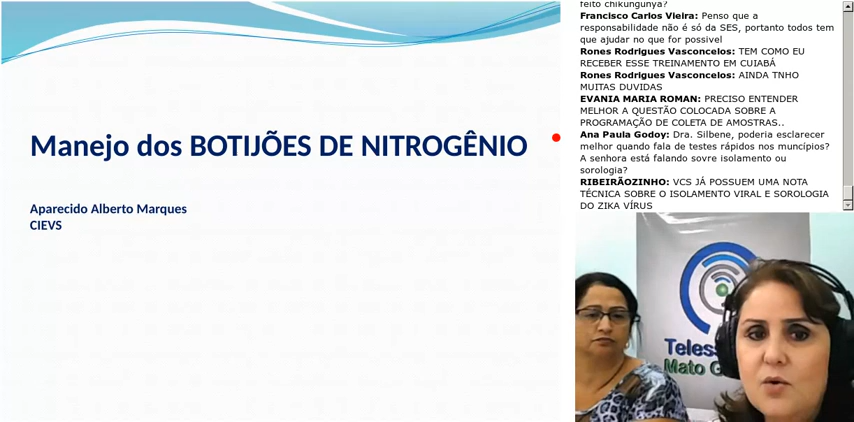 Manejo dos BOTIJÕES DE NITROGÊNIO
Aparecido Alberto Marques
CIEVS
feito chikungunya?
Francisco Carlos Vieira: Penso que a
responsabilidade não é só da SES, portanto todos tem
que ajudar no que for possivel
Rones Rodrigues Vasconcelos: TEM COMO EU
RECEBER ESSE TREINAMENTO EM CUIABÁ
Rones Rodrigues Vasconcelos: AINDA TNHO
MUITAS DUVIDAS
EVANIA MARIA ROMAN: PRECISO ENTENDER
MELHOR A QUESTÃO COLOCADA SOBRE A
PROGRAMAÇÃO DE COLETA DE AMOSTRAS..
Ana Paula Godoy: Dra. Silbene, poderia esclarecer
melhor quando fala de testes rápidos nos muncípios?
A senhora está falando sovre isolamento ou
sorologia?
RIBEIRÃOZINHO: VCS JÁ POSSUEM UMA NOTA
TÉCNICA SOBRE O ISOLAMENTO VIRAL E SOROLOGIA
DO ZIKA VÍRUS
Teles
Mato G